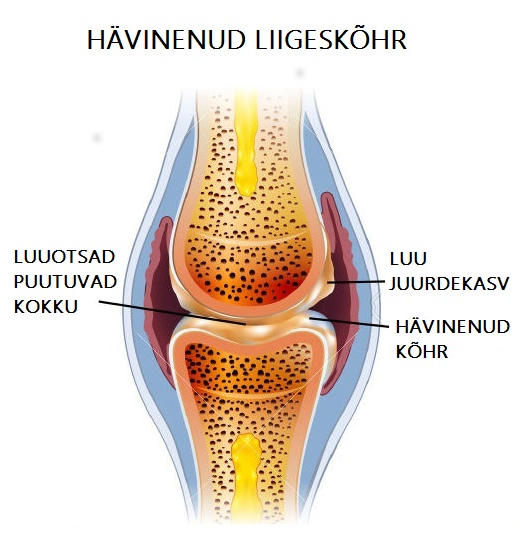 HÄVINENUD LIIGESKÕHR
LUUOTSAD
PUUTUVAD
KOKKU
LUU
JUURDEKASV
HÄVINENUD
KÕHR